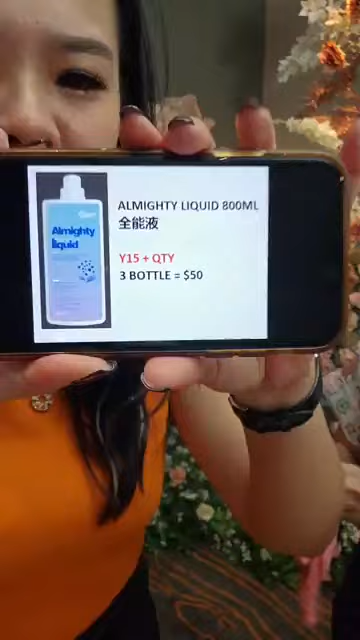 ALMIGHTY LIQUID 800ML
全能液
Y15 + QTY
3 BOTTLE = $50
Almighty
liquid